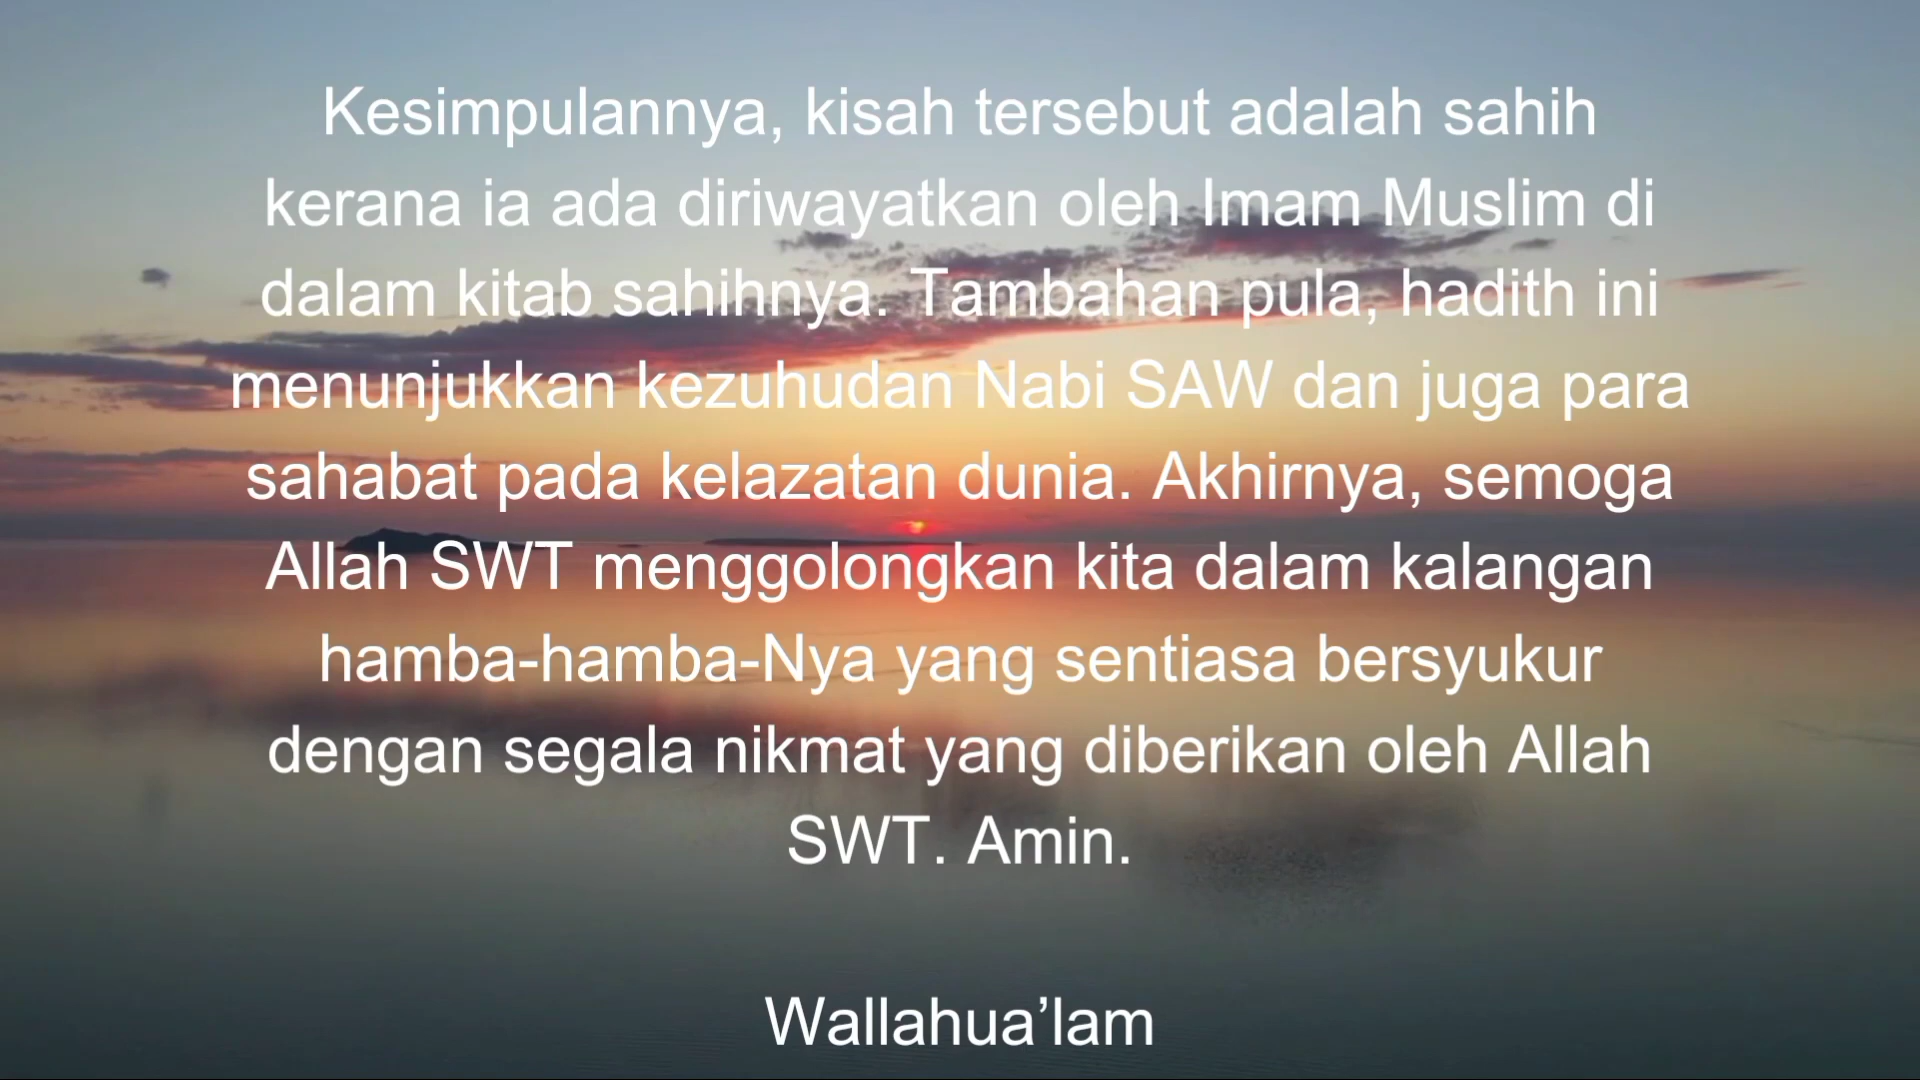 Kesimpulannya, kisah tersebut adalah sahih
kerana ia ada diriwayatkan oleh Imam Muslim di
dalam kitab sahihnya. Tambahan pula, hadith ini
menunjukkan kezuhudan Nabi SAW dan juga para
sahabat pada kelazatan dunia. Akhirnya, semoga
Allah SWT menggolongkan kita dalam kalangan
hamba-hamba-Nya yang sentiasa bersyukur
dengan segala nikmat yang diberikan oleh Allah
SWT. Amin.
Wallahua’lam